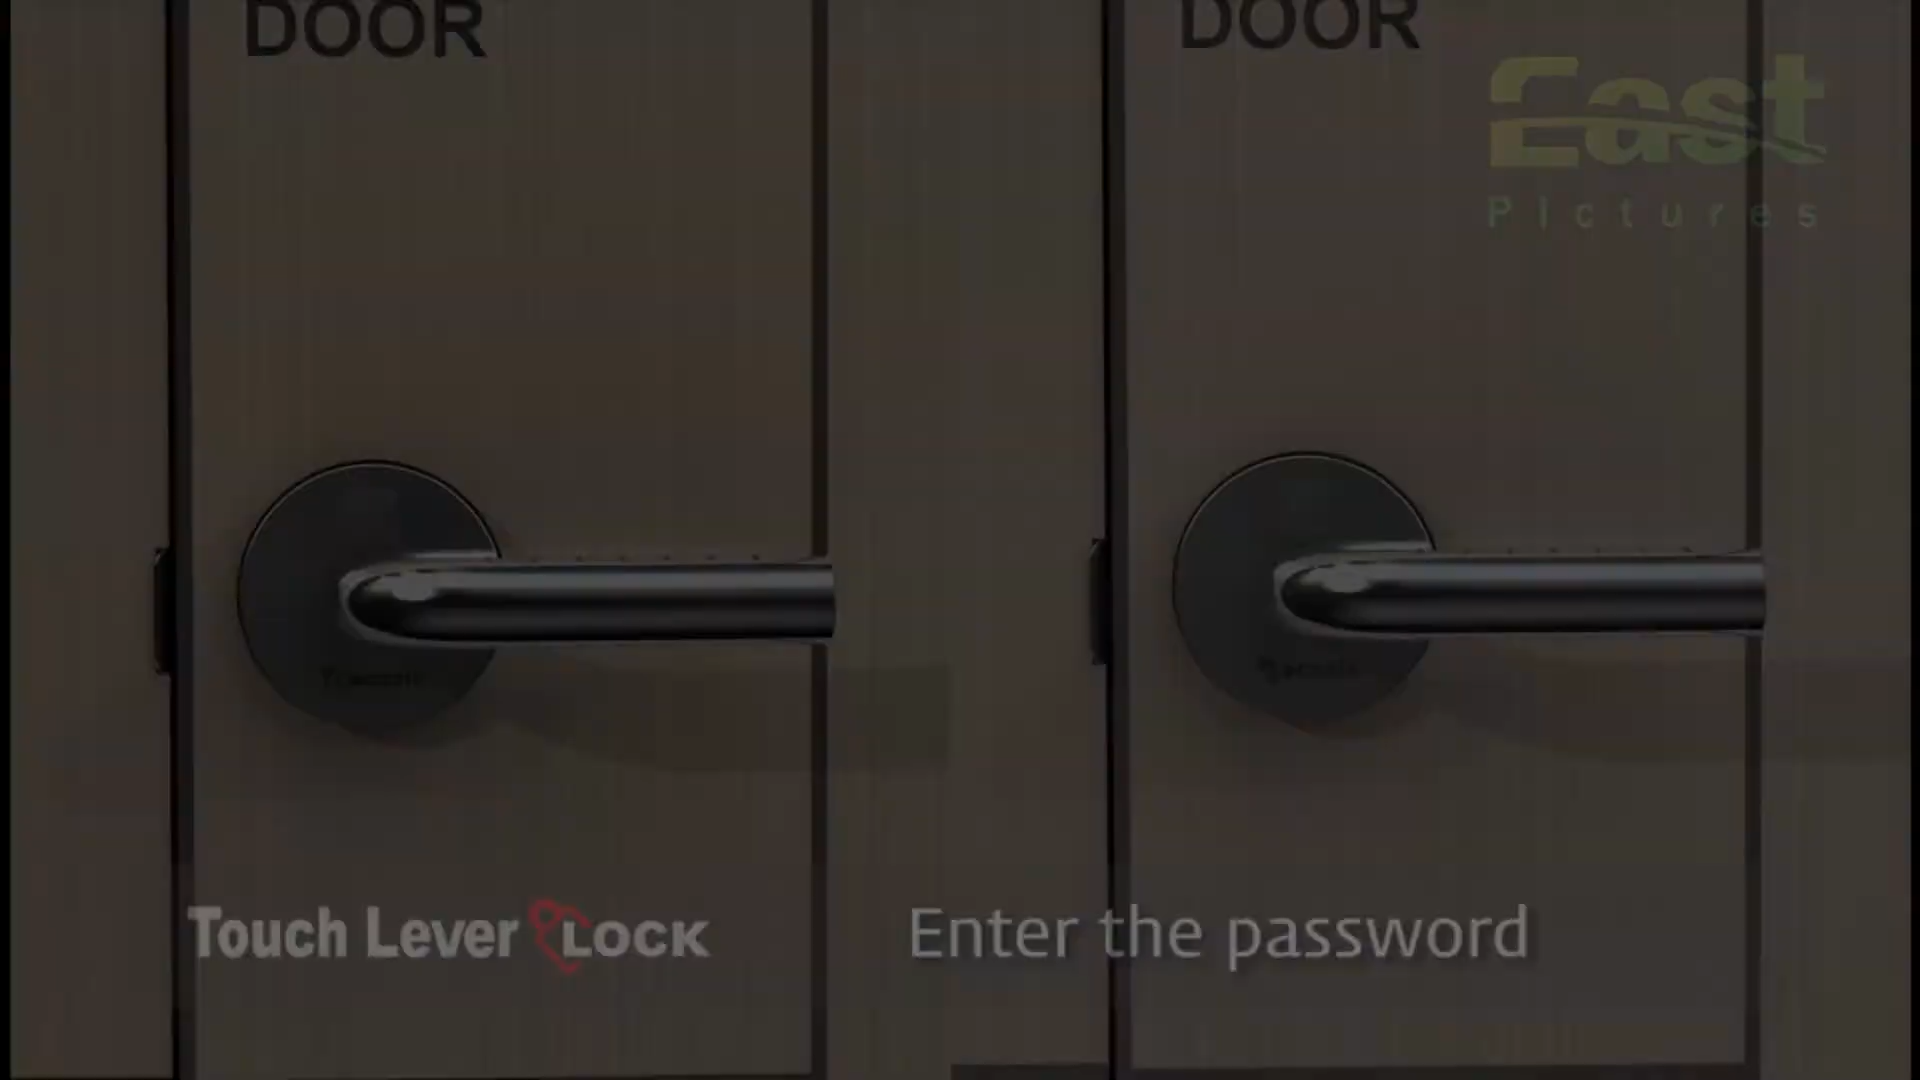 DOOR
DOOR
East
Pictures
Touch Lever LOCK
Enter the password